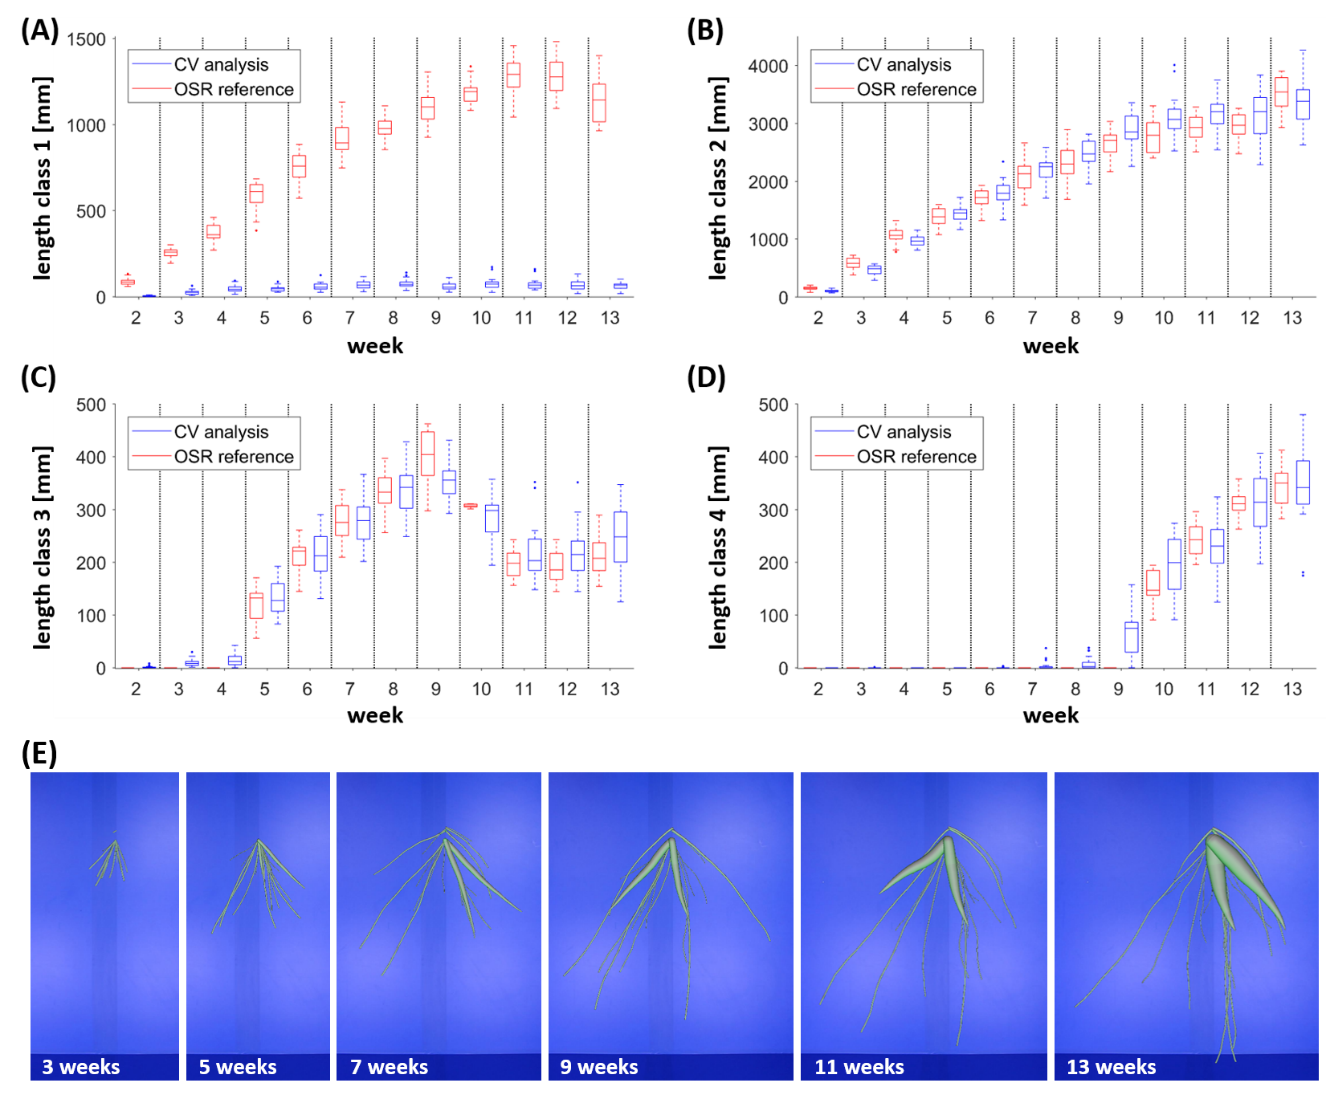 (A)
1500
1000
500
0
length class 1 [mm]
CV analysis
OSR reference
2 3 4 5 6 7 8 9 10 11 12 13
week
(B)
4000
3000
2000
1000
0
length class 2 [mm]
CV analysis
OSR reference
2 3 4 5 6 7 8 9 10 11 12 13
week
(C)
500
400
300
200
100
0
length class 3 [mm]
CV analysis
OSR reference
2 3 4 5 6 7 8 9 10 11 12 13
week
(D)
500
400
300
200
100
0
length class 4 [mm]
CV analysis
OSR reference
2 3 4 5 6 7 8 9 10 11 12 13
week
(E)
3 weeks 5 weeks 7 weeks 9 weeks 11 weeks 13 weeks